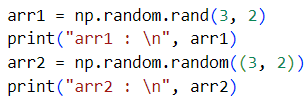 arr1 = np.random.rand(3, 2)
print("arr1 : \n", arr1)
arr2 = np.random.random((3, 2))
print("arr2 : \n", arr2)